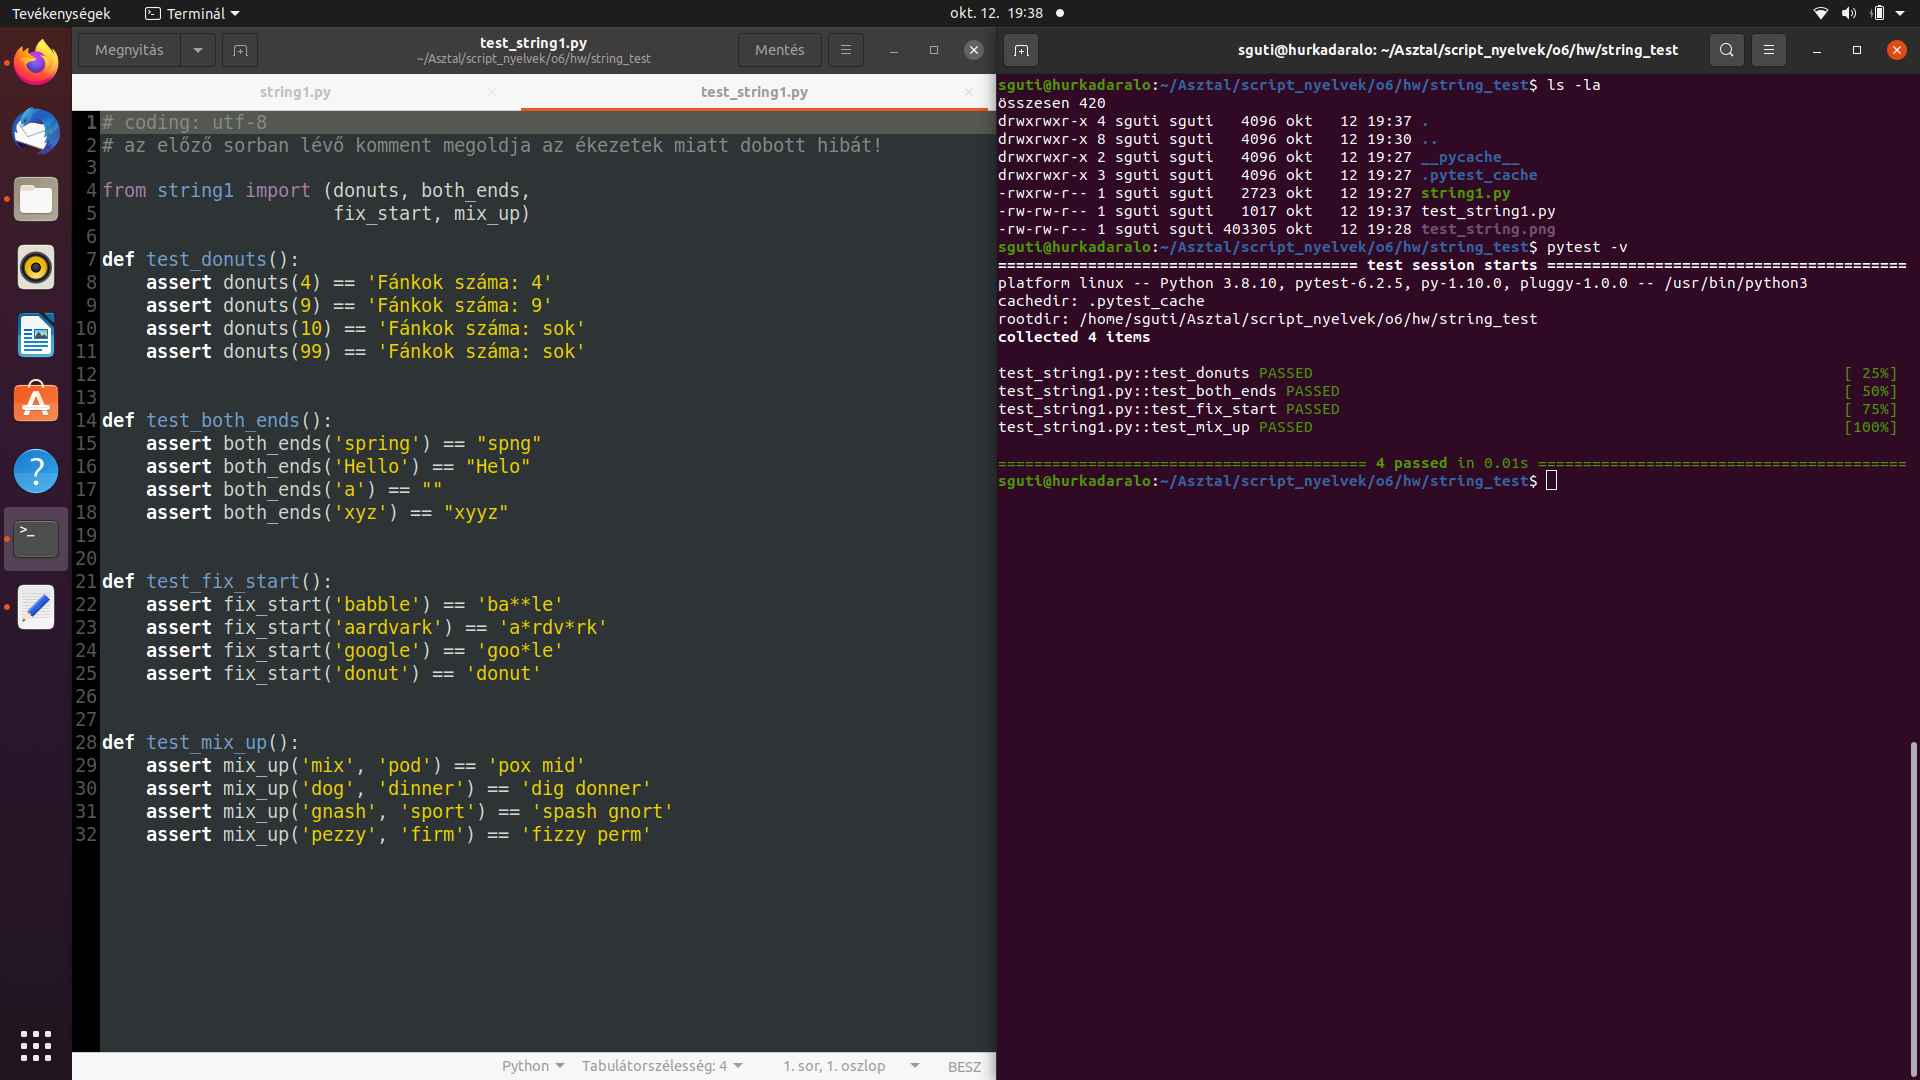 Tevékenységek
Terminál
okt. 12. 19:38
Megnyitás
test_string1.py
~/Asztal/script_nyelvek/o6/hw/string_test
Mentés
string1.py
test_string1.py
1 # coding: utf-8
2 # az előző sorban lévő komment megoldja az ékezetek miatt dobott hibát!
3
4 from string1 import (donuts, both_ends,
5                      fix_start, mix_up)
6
7 def test_donuts():
8     assert donuts(4) == 'Fánkok száma: 4'
9     assert donuts(9) == 'Fánkok száma: 9'
10     assert donuts(10) == 'Fánkok száma: sok'
11     assert donuts(99) == 'Fánkok száma: sok'
12
13
14 def test_both_ends():
15     assert both_ends('spring') == "spng"
16     assert both_ends('Hello') == "Helo"
17     assert both_ends('a') == ""
18     assert both_ends('xyz') == "xyyz"
19
20
21 def test_fix_start():
22     assert fix_start('babble') == 'ba**le'
23     assert fix_start('aardvark') == 'a*rdv*rk'
24     assert fix_start('google') == 'goo*le'
25     assert fix_start('donut') == 'donut'
26
27
28 def test_mix_up():
29     assert mix_up('mix', 'pod') == 'pox mid'
30     assert mix_up('dog', 'dinner') == 'dig donner'
31     assert mix_up('gnash', 'sport') == 'spash gnort'
32     assert mix_up('pezzy', 'firm') == 'fizzy perm'
Python
Tabulátorszélesség: 4
1. sor, 1. oszlop
BESZ
sguti@hurkadaralo: ~/Asztal/script_nyelvek/o6/hw/string_test
sguti@hurkadaralo:~/Asztal/script_nyelvek/o6/hw/string_test$ ls -la
összesen 420
drwxrwxr-x 4 sguti sguti   4096 okt   12 19:37 .
drwxrwxr-x 8 sguti sguti   4096 okt   12 19:30 ..
drwxrwxr-x 2 sguti sguti   4096 okt   12 19:27 __pycache__
drwxrwxr-x 3 sguti sguti   4096 okt   12 19:27 .pytest_cache
-rwxrw-r-- 1 sguti sguti   2723 okt   12 19:27 string1.py
-rw-rw-r-- 1 sguti sguti   1017 okt   12 19:37 test_string1.py
-rw-rw-r-- 1 sguti sguti 403305 okt   12 19:28 test_string.png
sguti@hurkadaralo:~/Asztal/script_nyelvek/o6/hw/string_test$ pytest -v
======================================== test session starts ========================================
platform linux -- Python 3.8.10, pytest-6.2.5, py-1.10.0, pluggy-1.0.0 -- /usr/bin/python3
cachedir: .pytest_cache
rootdir: /home/sguti/Asztal/script_nyelvek/o6/hw/string_test
collected 4 items
test_string1.py::test_donuts PASSED [ 25%]
test_string1.py::test_both_ends PASSED [ 50%]
test_string1.py::test_fix_start PASSED [ 75%]
test_string1.py::test_mix_up PASSED [100%]
========================================= 4 passed in 0.01s =========================================
sguti@hurkadaralo:~/Asztal/script_nyelvek/o6/hw/string_test$